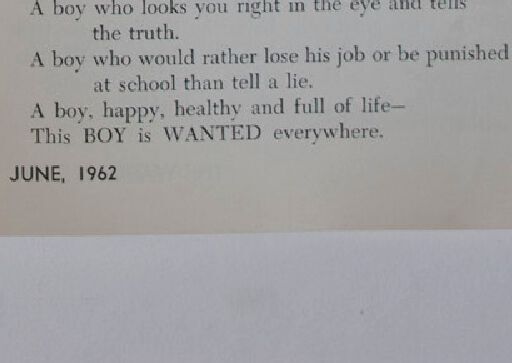 A boy who looks you right in the eye and tells
the truth.
A boy who would rather lose his job or be punished
at school than tell a lie.
A boy, happy, healthy and full of life—
This BOY is WANTED everywhere.
JUNE, 1962